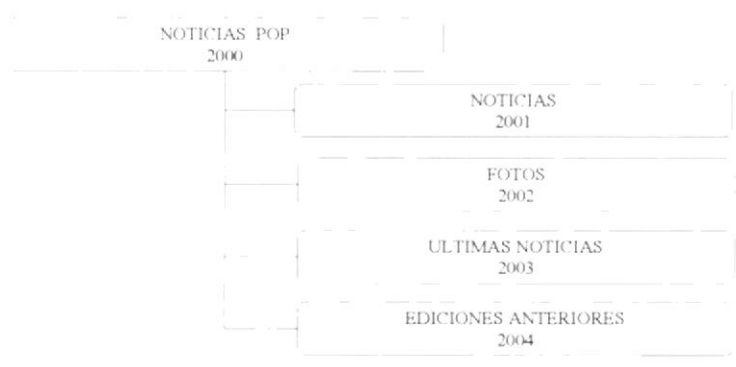 NOTICIAS POP
2000
NOTICIAS
2001
FOTOS
2002
ULTIMAS NOTICIAS
2003
EDICIONES ANTERIORES
2004